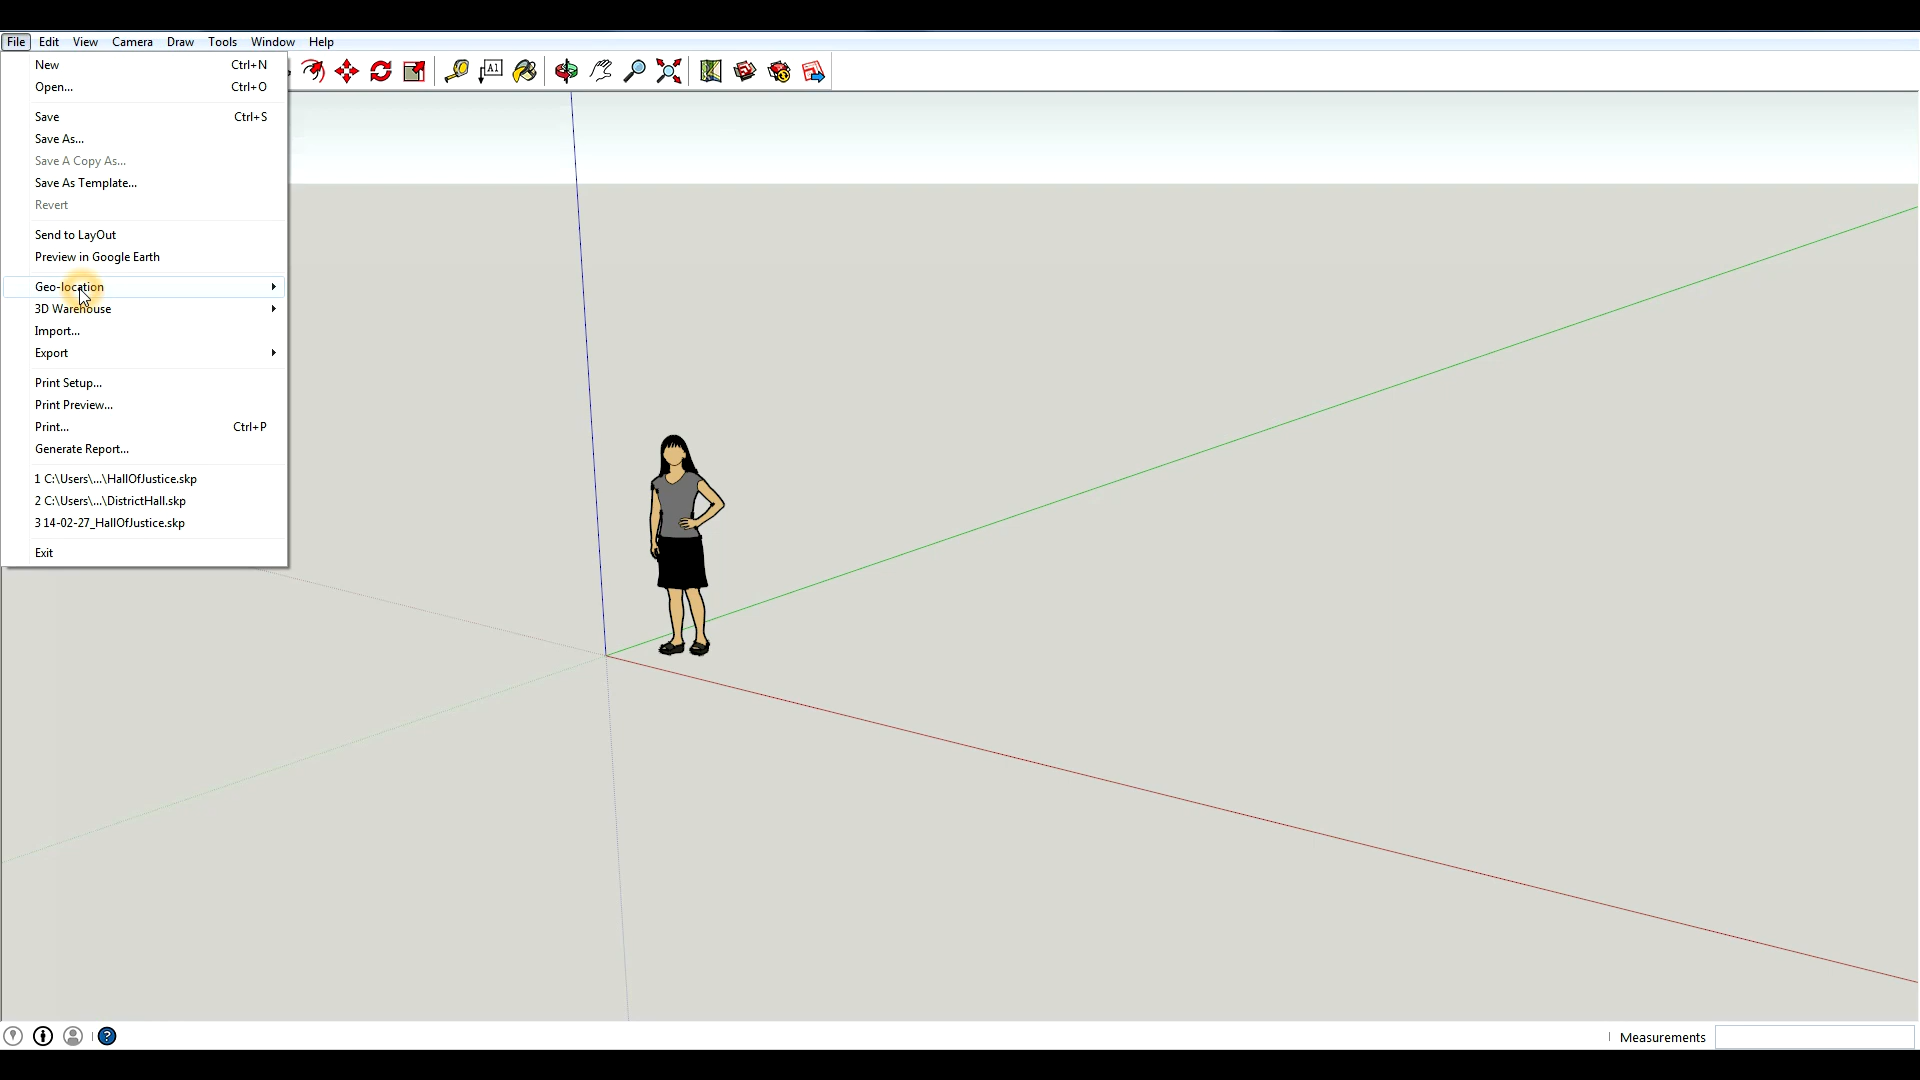 File Edit View Camera Draw Tools Window Help
New Ctrl+N
Open... Ctrl+O
Save Ctrl+S
Save As...
Save A Copy As...
Save As Template...
Revert
Send to LayOut
Preview in Google Earth
Geo-location
3D Warehouse
Import...
Export
Print Setup...
Print Preview...
Print... Ctrl+P
Generate Report...
1 C:\Users\...\HallOfJustice.skp
2 C:\Users\...\DistrictHall.skp
3 14-02-27_HallOfJustice.skp
Exit
A1
?
Measurements